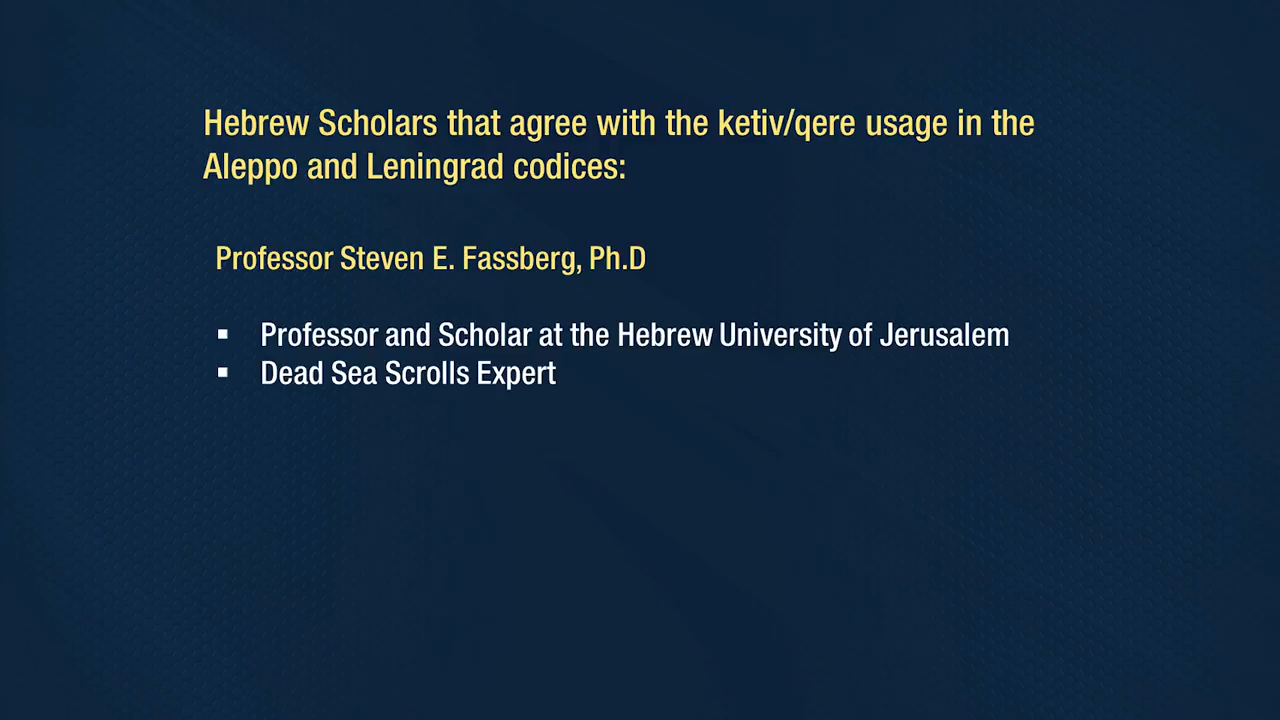 Hebrew Scholars that agree with the ketiv/qere usage in the
Aleppo and Leningrad codices:
Professor Steven E. Fassberg, Ph.D
▪ Professor and Scholar at the Hebrew University of Jerusalem
▪ Dead Sea Scrolls Expert